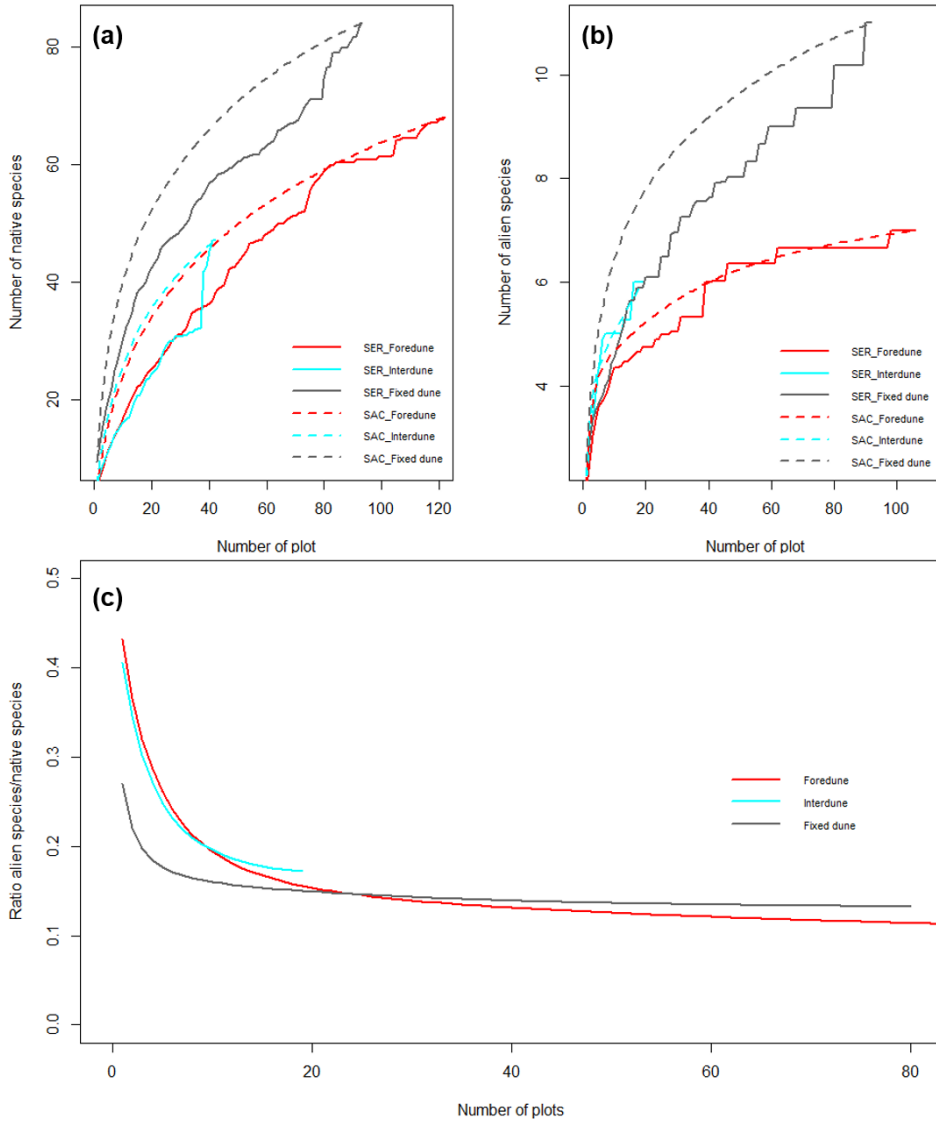 (a)
Number of native species
80
60
40
20
SER_Foredune
SER_Interdune
SER_Fixed dune
SAC_Foredune
SAC_Interdune
SAC_Fixed dune
0 20 40 60 80 100 120
Number of plot
(b)
Number of alien species
10
8
6
4
SER_Foredune
SER_Interdune
SER_Fixed dune
SAC_Foredune
SAC_Interdune
SAC_Fixed dune
0 20 40 60 80 100
Number of plot
(c)
Ratio alien species/native species
0.5
0.4
0.3
0.2
0.1
0.0
Foredune
Interdune
Fixed dune
0 20 40 60 80
Number of plots